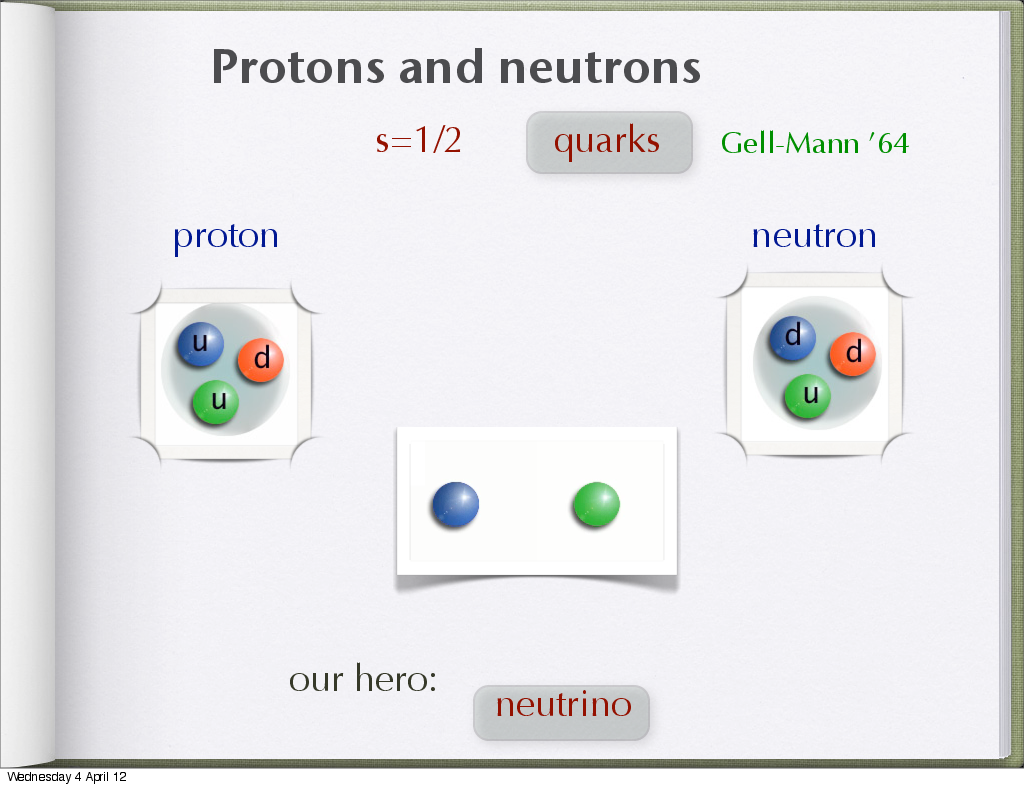 Protons and neutrons
s=1/2 quarks Gell-Mann ’64
proton neutron
u d u
d d u
our hero: neutrino
Wednesday 4 April 12